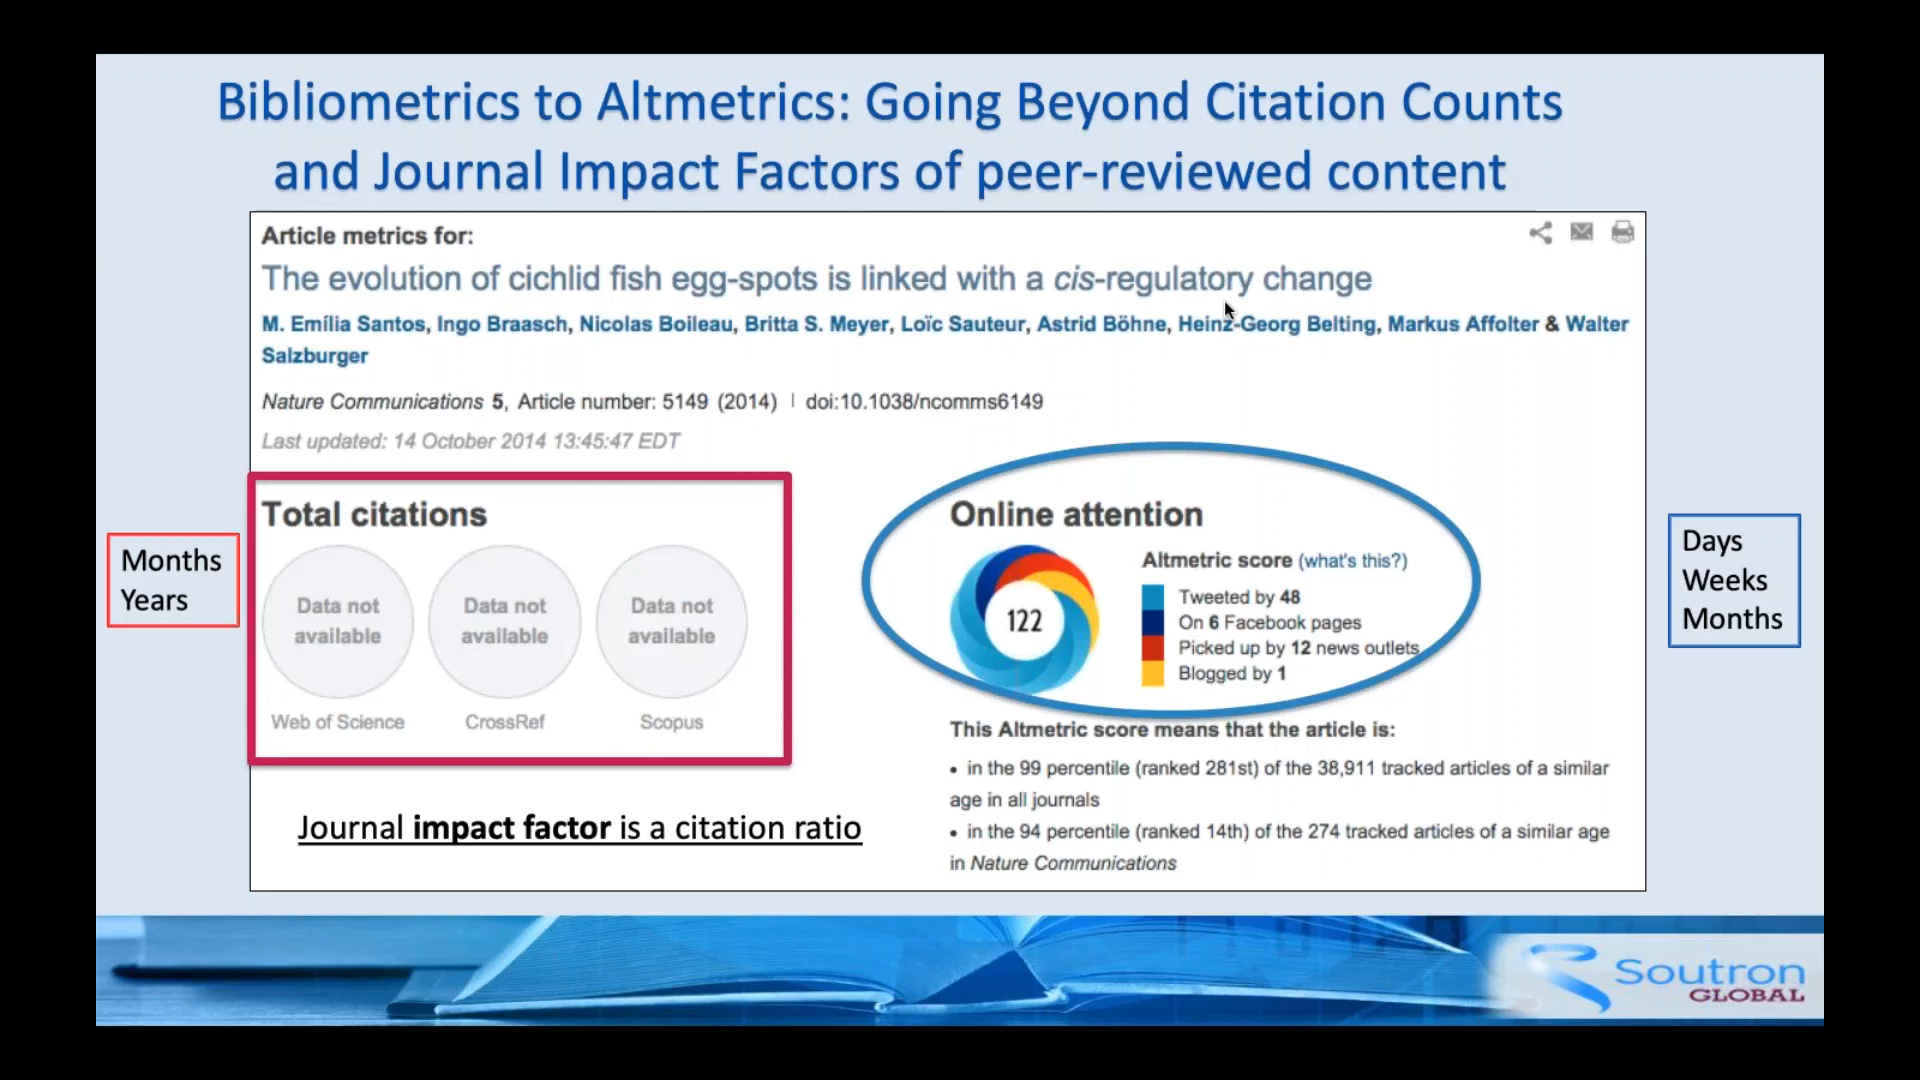 Bibliometrics to Altmetrics: Going Beyond Citation Counts
and Journal Impact Factors of peer-reviewed content
Article metrics for:
The evolution of cichlid fish egg-spots is linked with a cis-regulatory change
M. Emília Santos, Ingo Braasch, Nicolas Boileau, Britta S. Meyer, Loïc Sauteur, Astrid Böhne, Heinz-Georg Belting, Markus Affolter & Walter
Salzburger
Nature Communications 5, Article number: 5149 (2014) | doi:10.1038/ncomms6149
Last updated: 14 October 2014 13:45:47 EDT
Months
Years
Total citations
Data not
available
Web of Science
Data not
available
CrossRef
Data not
available
Scopus
Journal impact factor is a citation ratio
Online attention
122
Altmetric score (what's this?)
Tweeted by 48
On 6 Facebook pages
Picked up by 12 news outlets
Blogged by 1
This Altmetric score means that the article is:
• in the 99 percentile (ranked 281st) of the 38,911 tracked articles of a similar
age in all journals
• in the 94 percentile (ranked 14th) of the 274 tracked articles of a similar age
in Nature Communications
Days
Weeks
Months
Soutron
GLOBAL